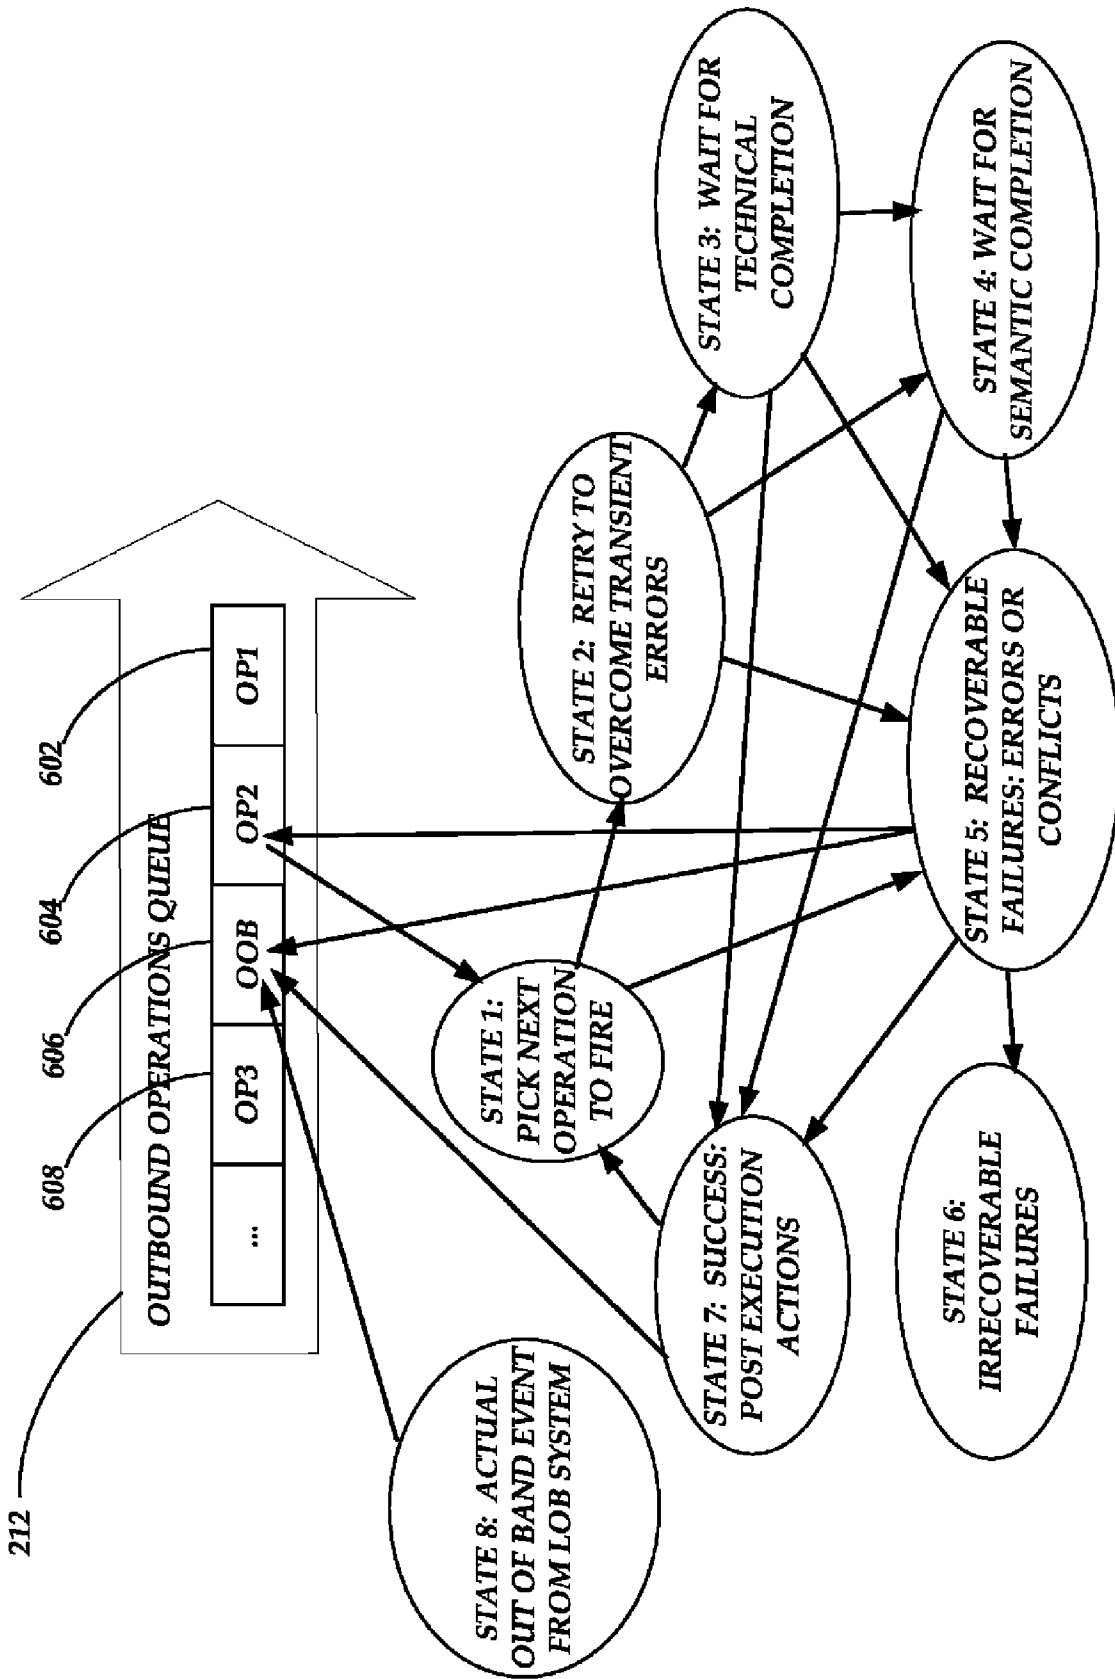 212
OUTBOUND OPERATIONS QUEUE
608
606
604
602
...
OP3
OOB
OP2
OP1
STATE 8: ACTUAL
OUT OF BAND EVENT
FROM LOB SYSTEM
STATE 1:
PICK NEXT
OPERATION
TO FIRE
STATE 2: RETRY TO
OVERCOME TRANSIENT
ERRORS
STATE 7: SUCCESS:
POST EXECUTION
ACTIONS
STATE 3: WAIT FOR
TECHNICAL
COMPLETION
STATE 6:
IRRECOVERABLE
FAILURES
STATE 5: RECOVERABLE
FAILURES: ERRORS OR
CONFLICTS
STATE 4: WAIT FOR
SEMANTIC COMPLETION